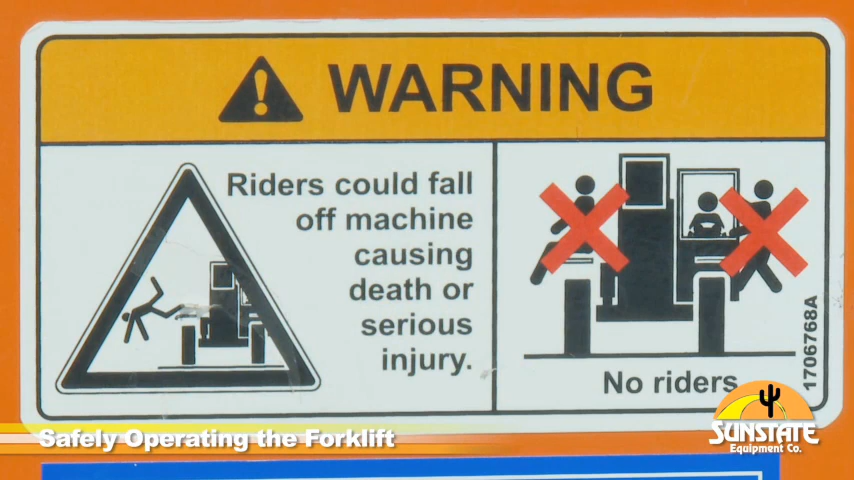 WARNING
Riders could fall
off machine
causing
death or
serious
injury.
No riders
1706768A
Safely Operating the Forklift
SUNSTATE
Equipment Co.